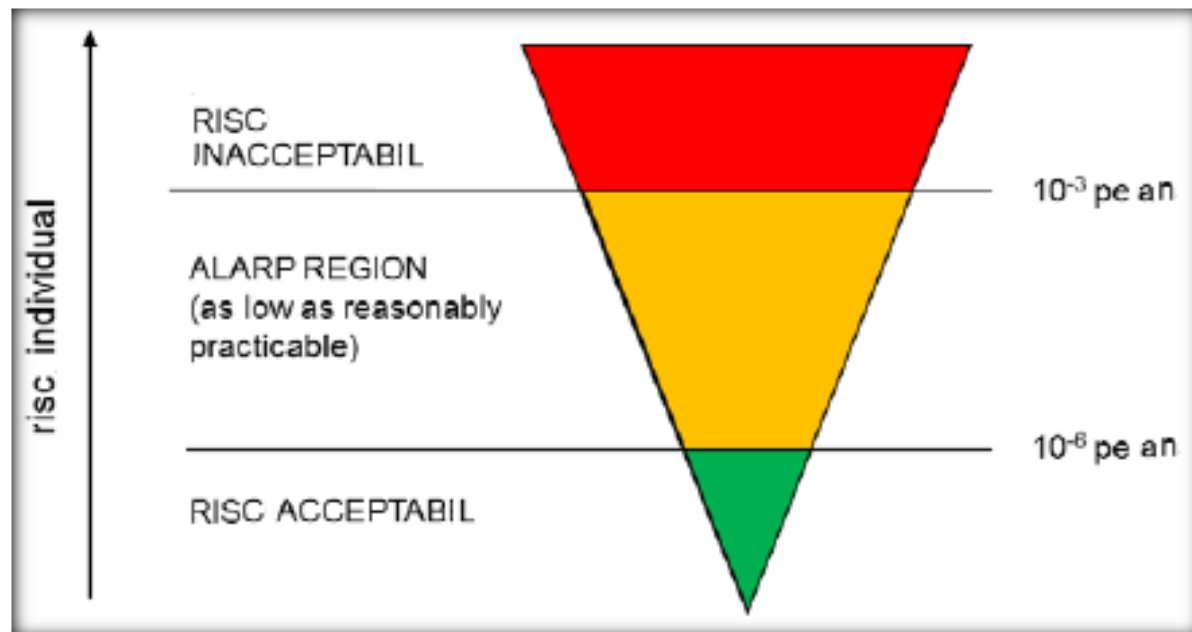 RISC
INACCEPTABIL
10⁻³ pe an
ALARP REGION
(as low as reasonably
practicable)
risc individual
10⁻⁶ pe an
RISC ACCEPTABIL